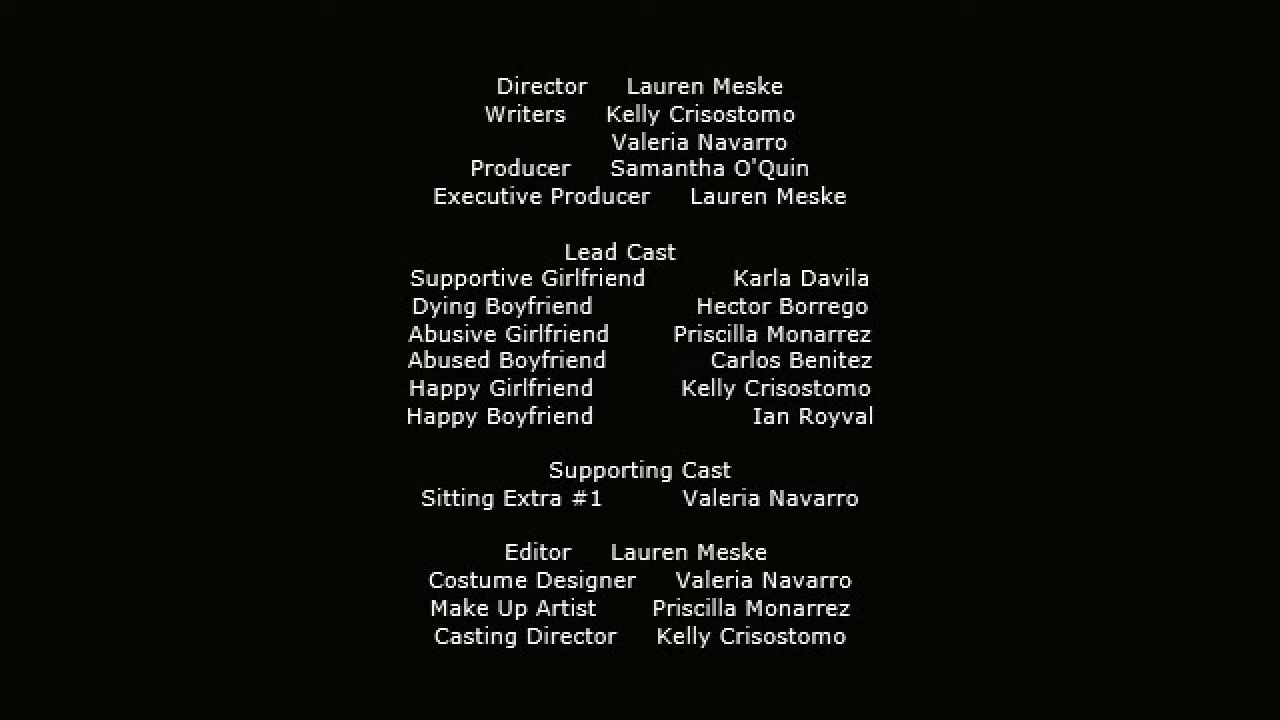 Director Lauren Meske
Writers Kelly Crisostomo
Valeria Navarro
Producer Samantha O'Quin
Executive Producer Lauren Meske
Lead Cast
Supportive Girlfriend Karla Davila
Dying Boyfriend Hector Borrego
Abusive Girlfriend Priscilla Monarrez
Abused Boyfriend Carlos Benitez
Happy Girlfriend Kelly Crisostomo
Happy Boyfriend Ian Royval
Supporting Cast
Sitting Extra #1 Valeria Navarro
Editor Lauren Meske
Costume Designer Valeria Navarro
Make Up Artist Priscilla Monarrez
Casting Director Kelly Crisostomo